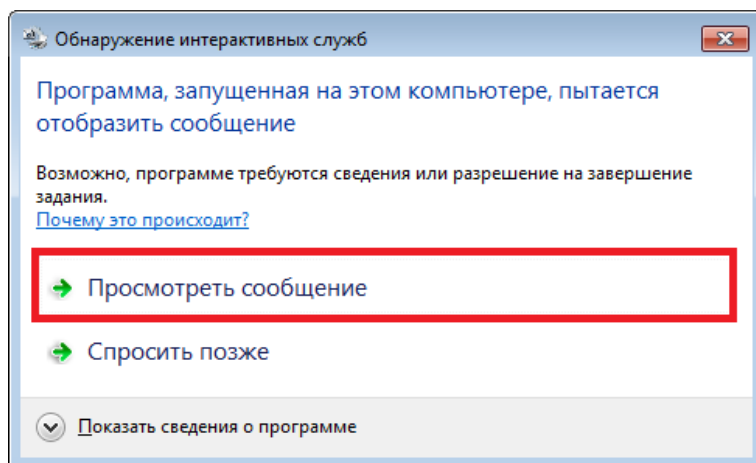 Обнаружение интерактивных служб
Программа, запущенная на этом компьютере, пытается
отобразить сообщение
Возможно, программе требуются сведения или разрешение на завершение
задания.
Почему это происходит?
Просмотреть сообщение
Спросить позже
Показать сведения о программе